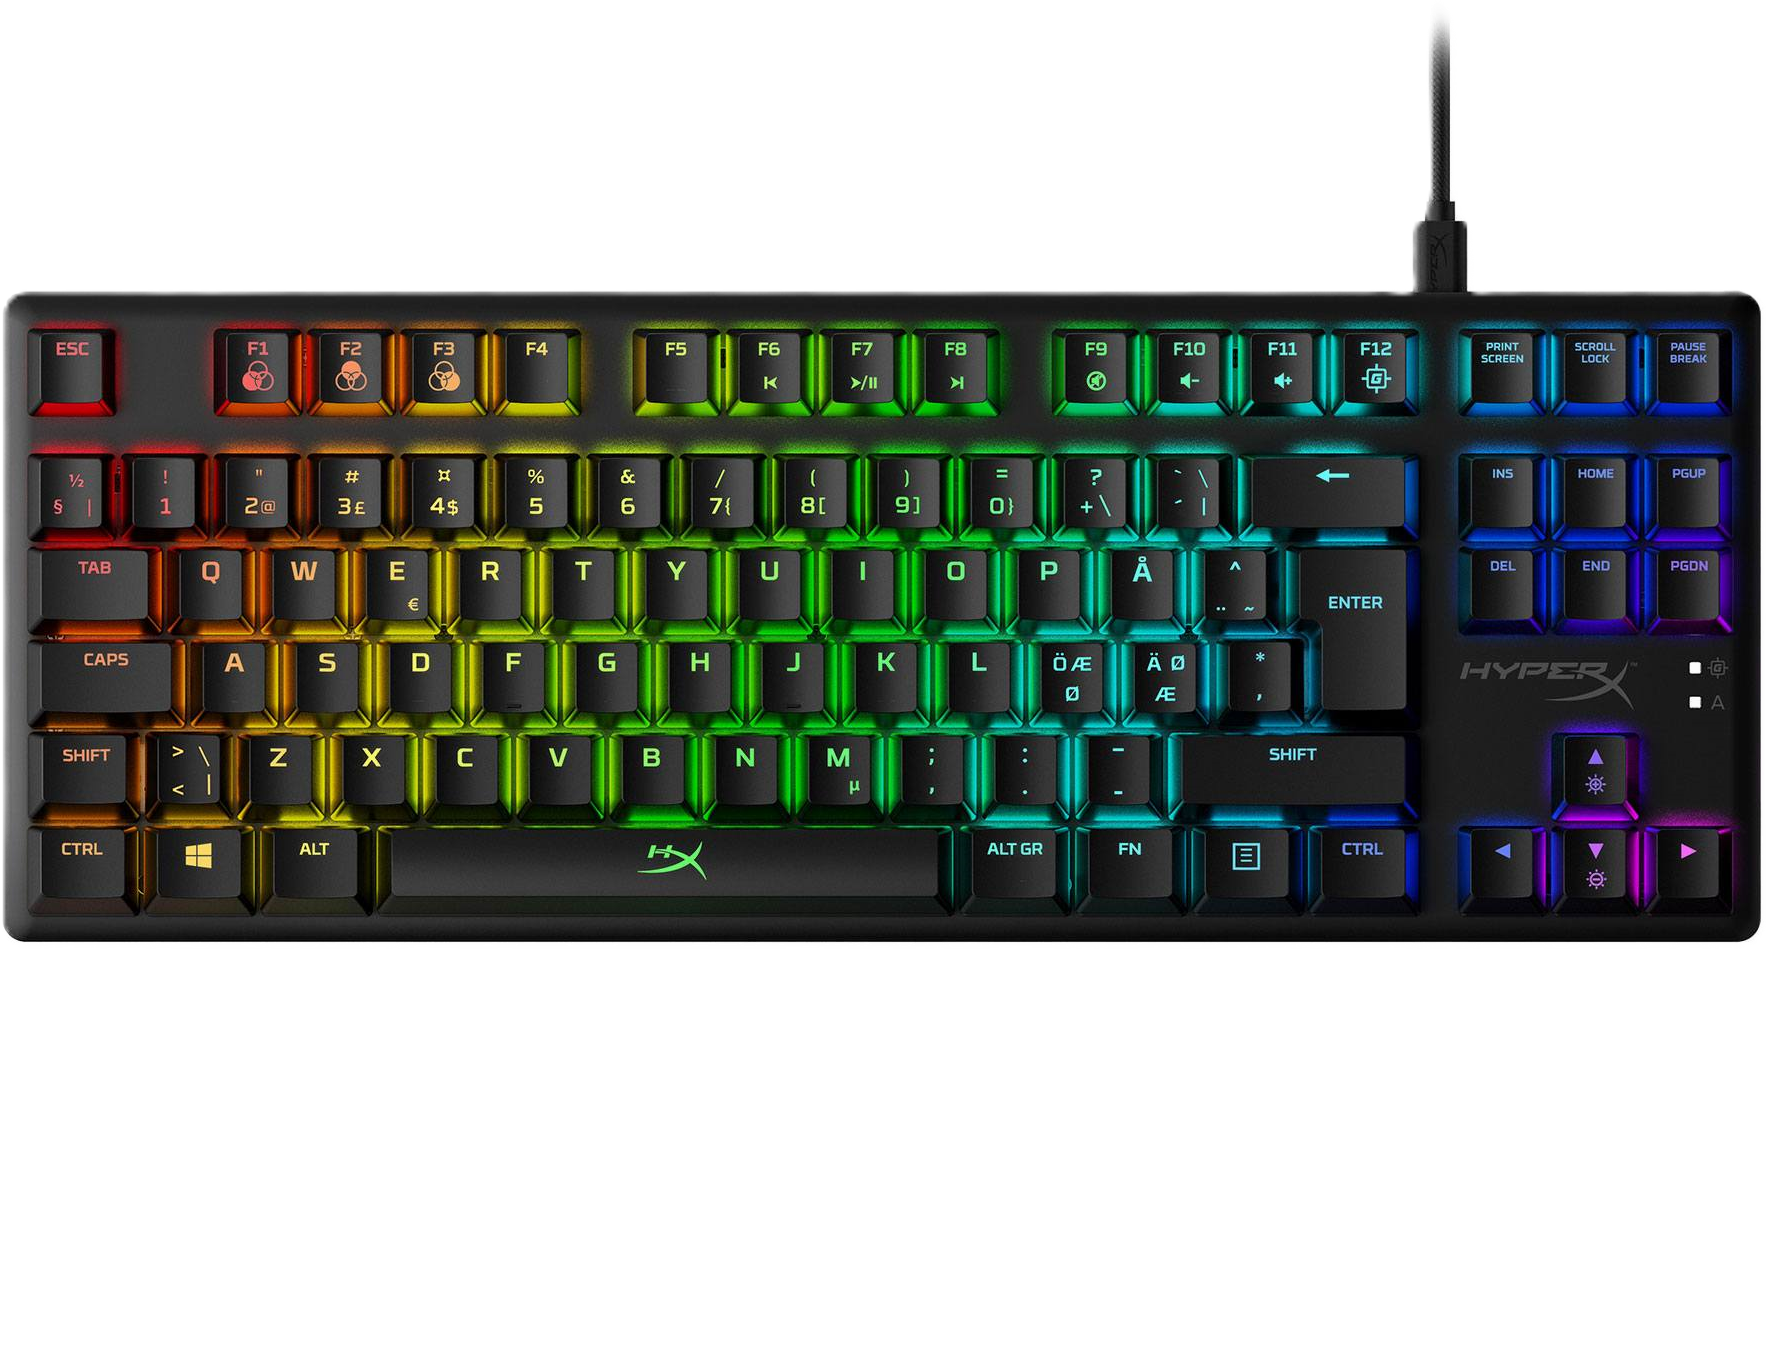 HYPERX
ESC F1 F2 F3 F4 F5 F6 F7 F8 F9 F10 F11 F12 PRINT SCREEN SCROLL LOCK PAUSE BREAK
½ § | ! 1 " 2 @ # 3 £ ¤ 4 $ % 5 & 6 / 7 { ( 8 [ ) 9 ] = 0 } ? + \ ` \ ´ | ← INS HOME PGUP
TAB Q W E € R T Y U I O P Å ^ ¨ ~ ENTER DEL END PGDN
CAPS A S D F G H J K L Ö Æ Ø Ä Ø Æ * ' HYPERX™ G A
SHIFT > \ < | Z X C V B N M µ ; , : . _ - SHIFT ▲
CTRL ALT HX ALT GR FN CTRL ◀ ▼ ▶